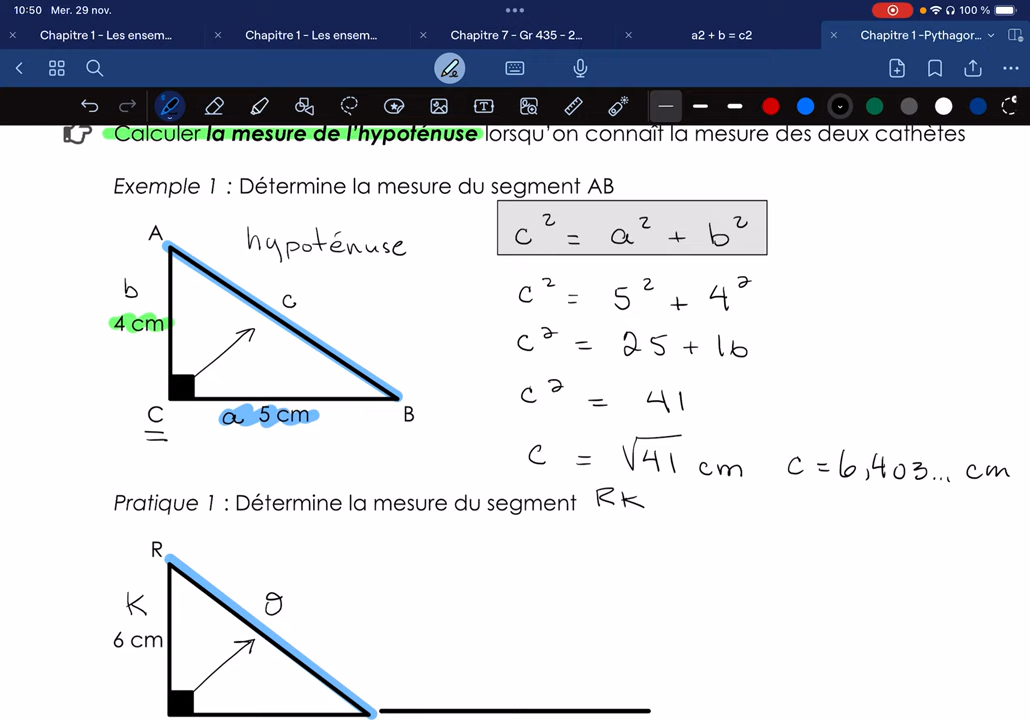 10:50 Mer. 29 nov.
100 %
Chapitre 1 - Les ensem...
Chapitre 1 - Les ensem...
Chapitre 7 - Gr 435 - 2...
a2 + b = c2
Chapitre 1 -Pythagor...
Calculer la mesure de l'hypoténuse lorsqu'on connaît la mesure des deux cathètes
Exemple 1 : Détermine la mesure du segment AB
A
hypoténuse
c² = a² + b²
b
c
c² = 5² + 4²
4 cm
c² = 25 + 16
c² = 41
C
a 5 cm
B
c = √41 cm
c = 6,403... cm
Pratique 1 : Détermine la mesure du segment RK
R
K
O
6 cm